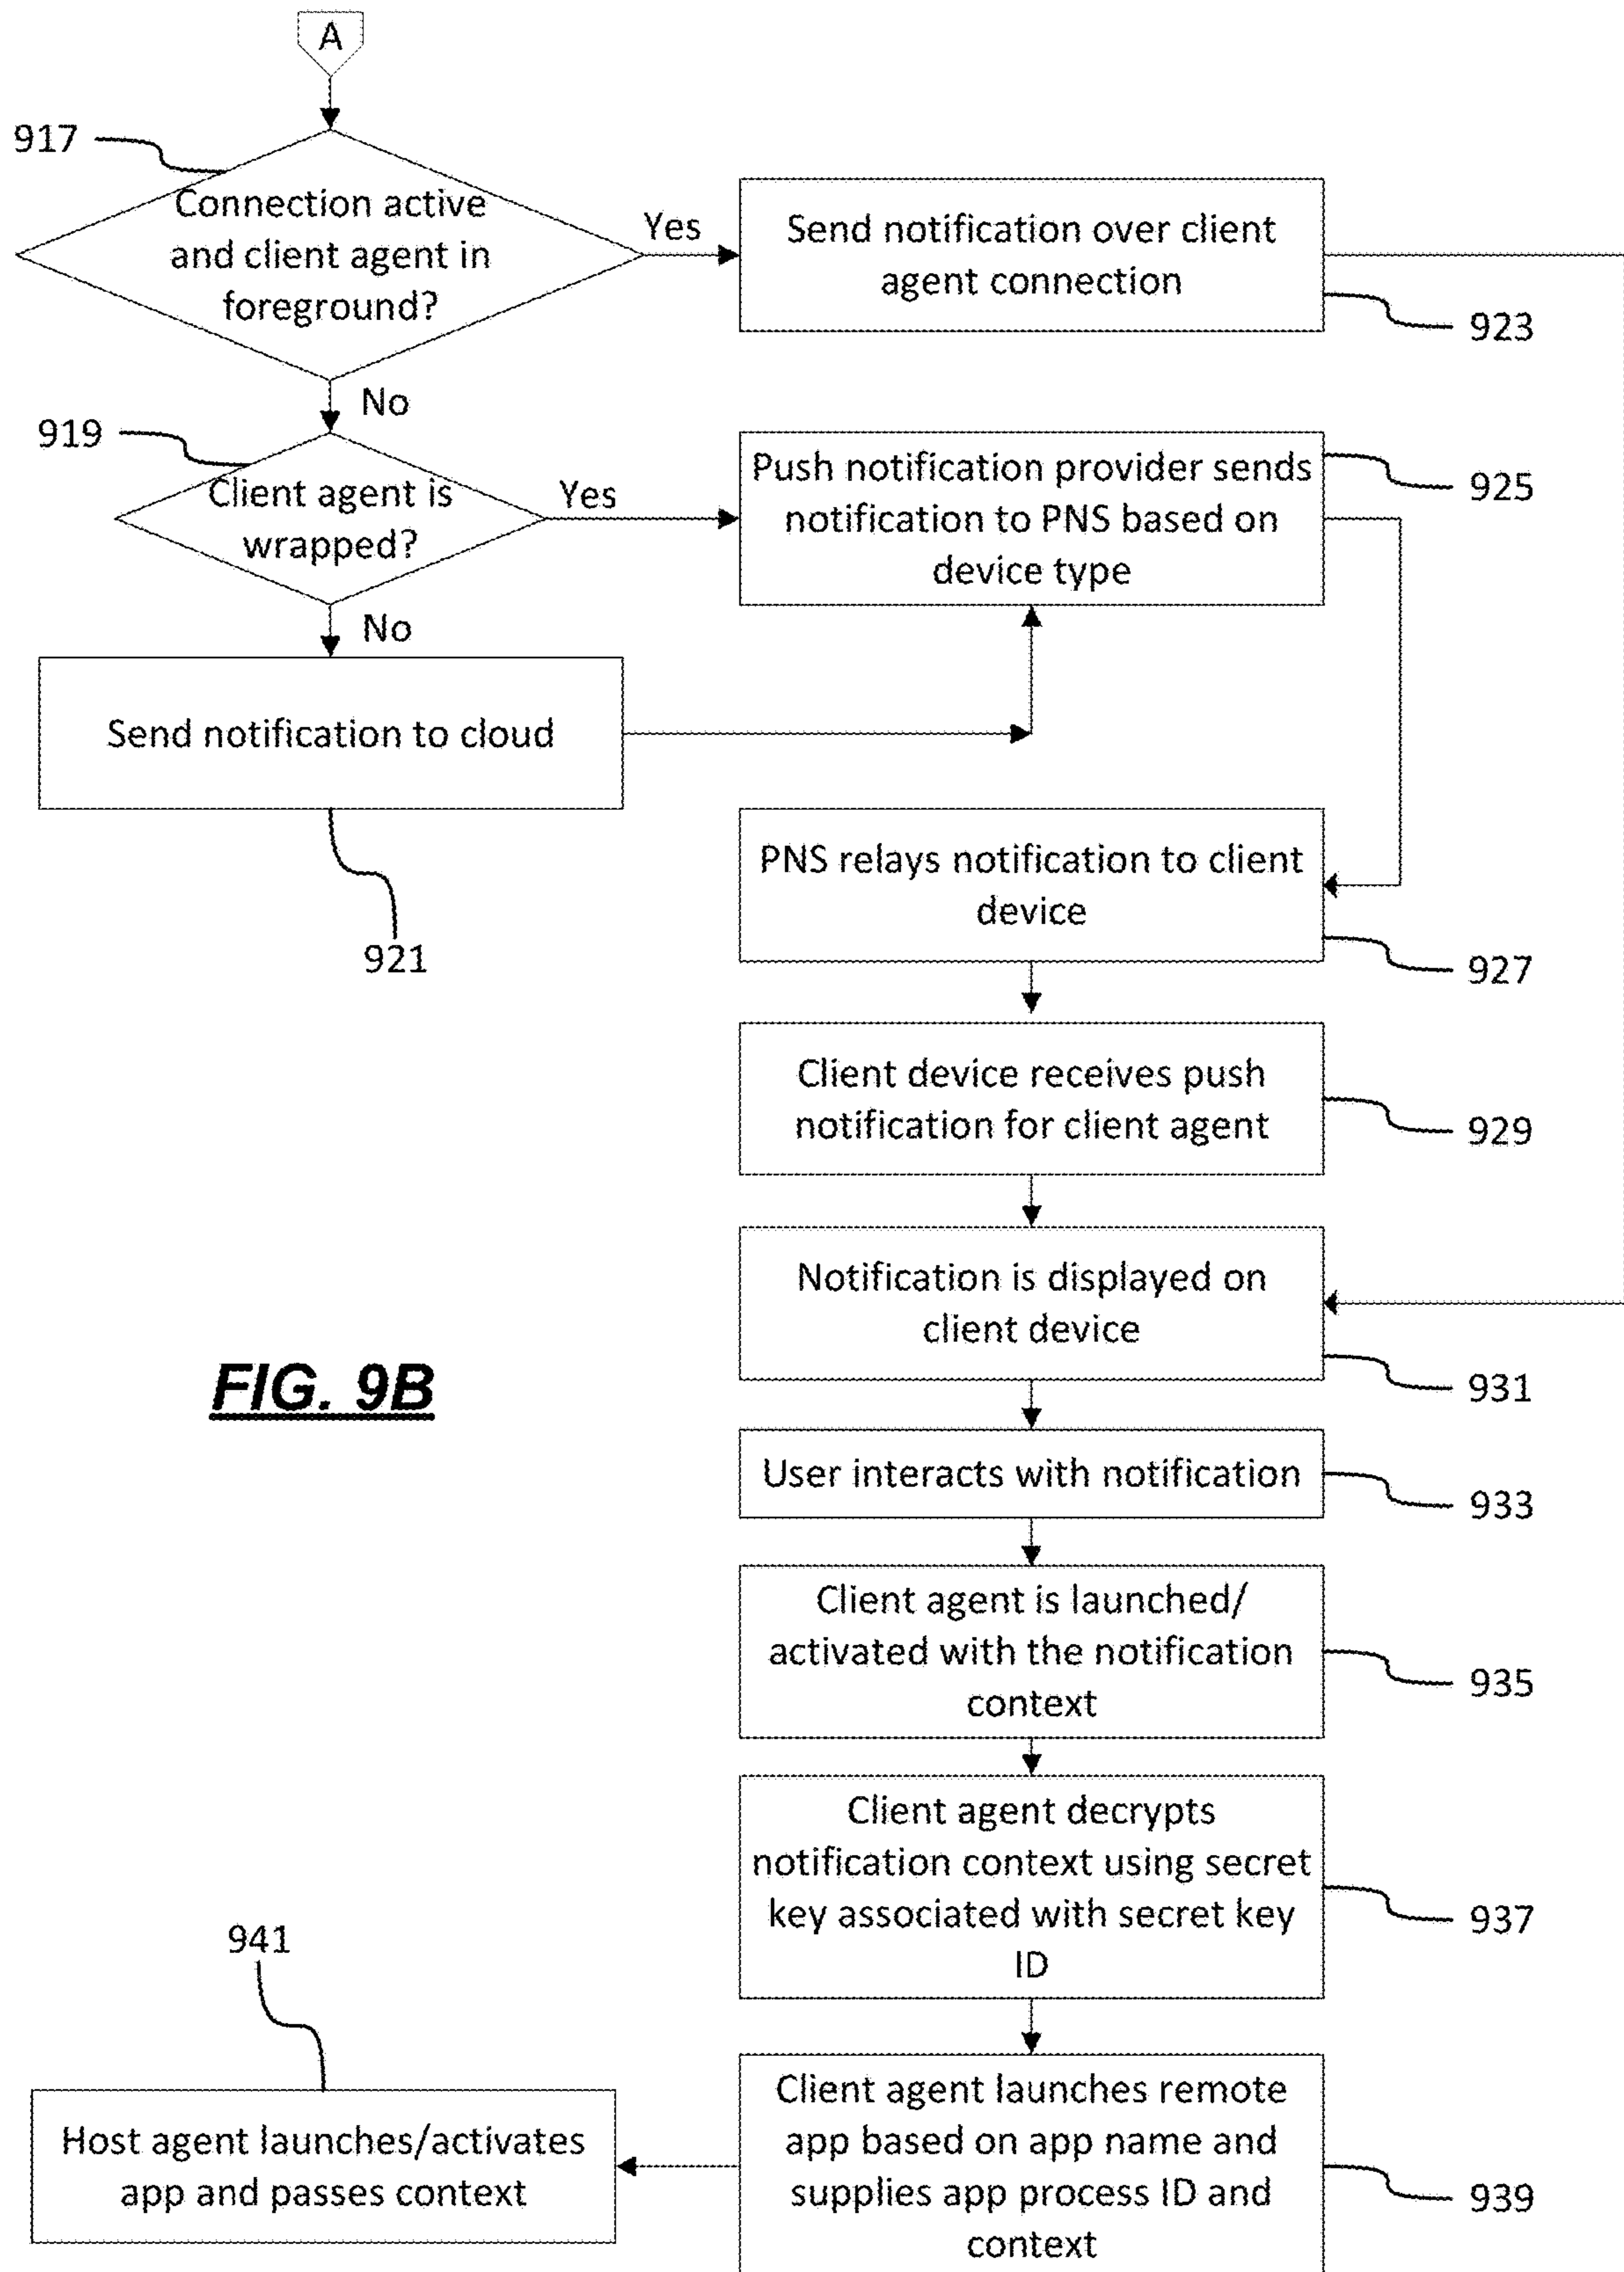 A
917
Connection active
and client agent in
foreground?
Yes
Send notification over client
agent connection
923
No
919
Client agent is
wrapped?
Yes
Push notification provider sends
notification to PNS based on
device type
925
No
Send notification to cloud
921
PNS relays notification to client
device
927
Client device receives push
notification for client agent
929
Notification is displayed on
client device
931
FIG. 9B
User interacts with notification
933
Client agent is launched/
activated with the notification
context
935
Client agent decrypts
notification context using secret
key associated with secret key
ID
937
941
Host agent launches/activates
app and passes context
Client agent launches remote
app based on app name and
supplies app process ID and
context
939